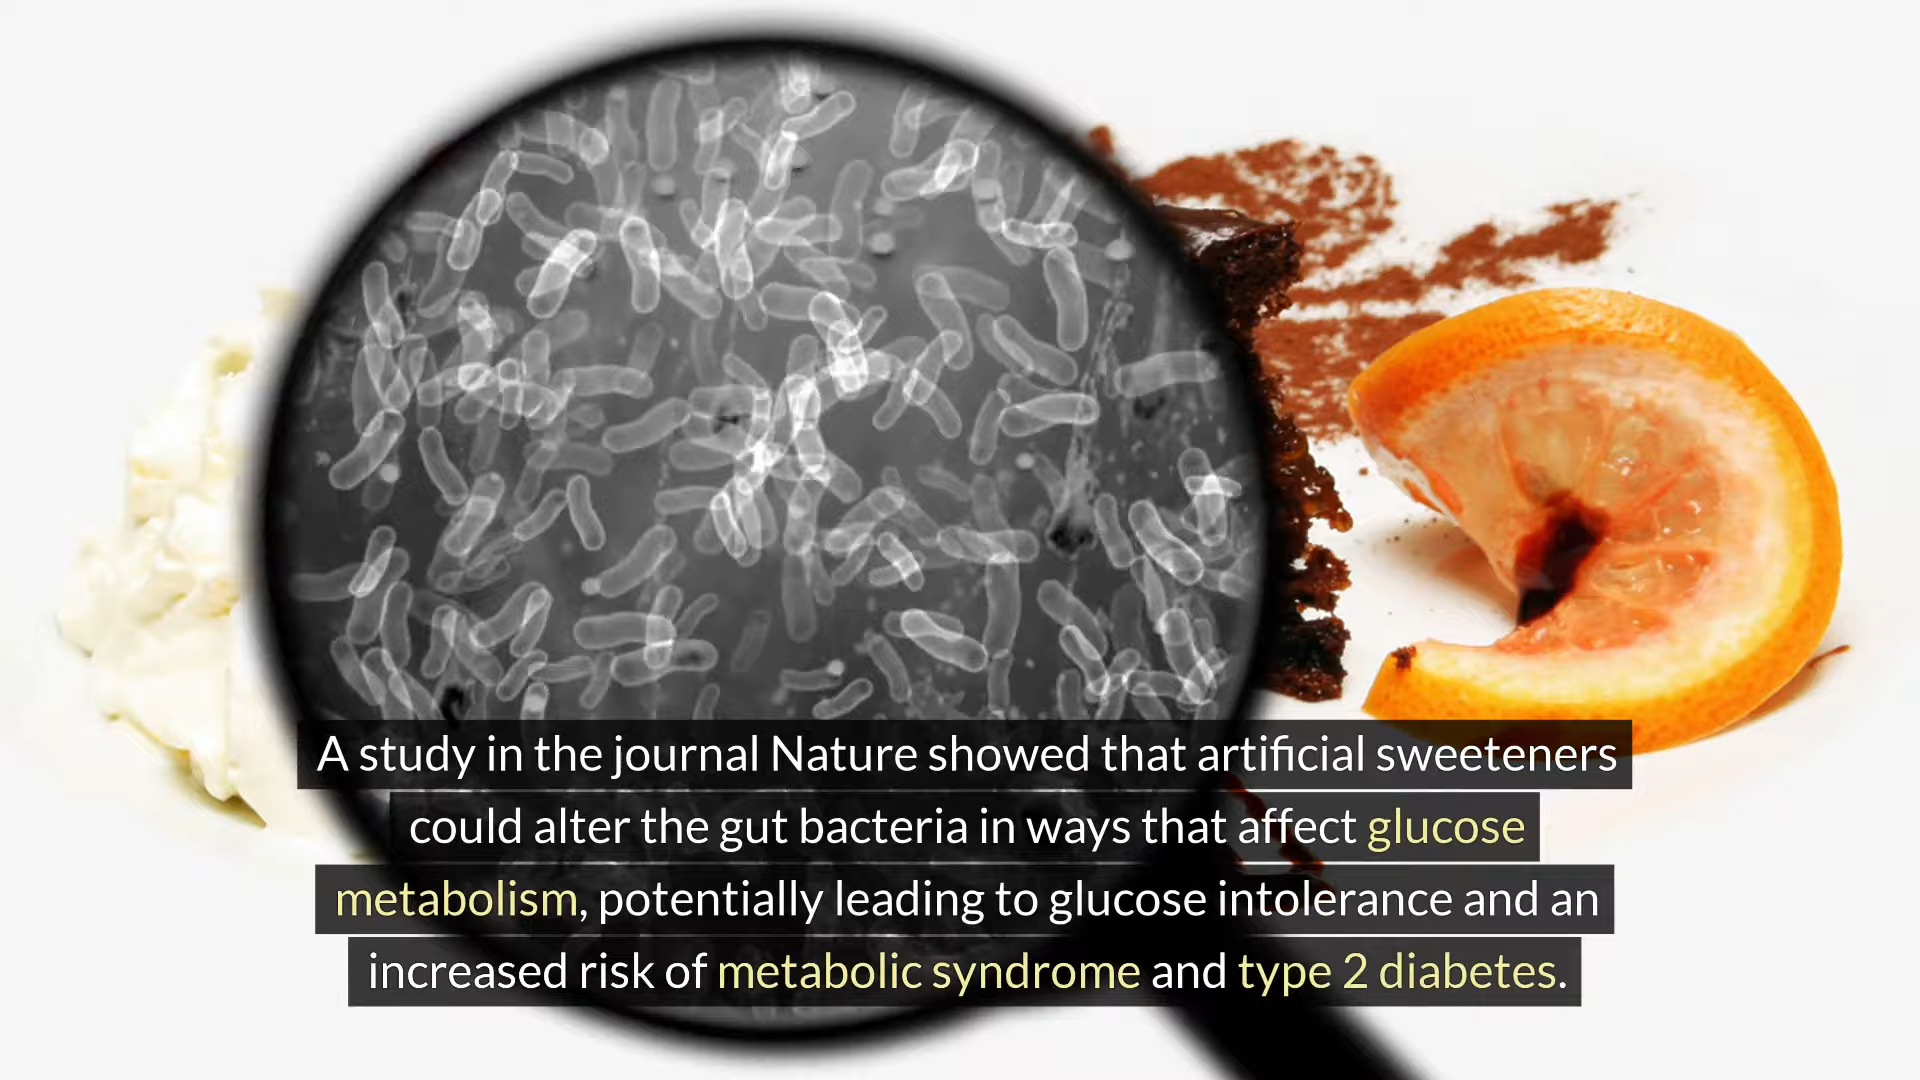 A study in the journal Nature showed that artificial sweeteners
could alter the gut bacteria in ways that affect glucose
metabolism, potentially leading to glucose intolerance and an
increased risk of metabolic syndrome and type 2 diabetes.